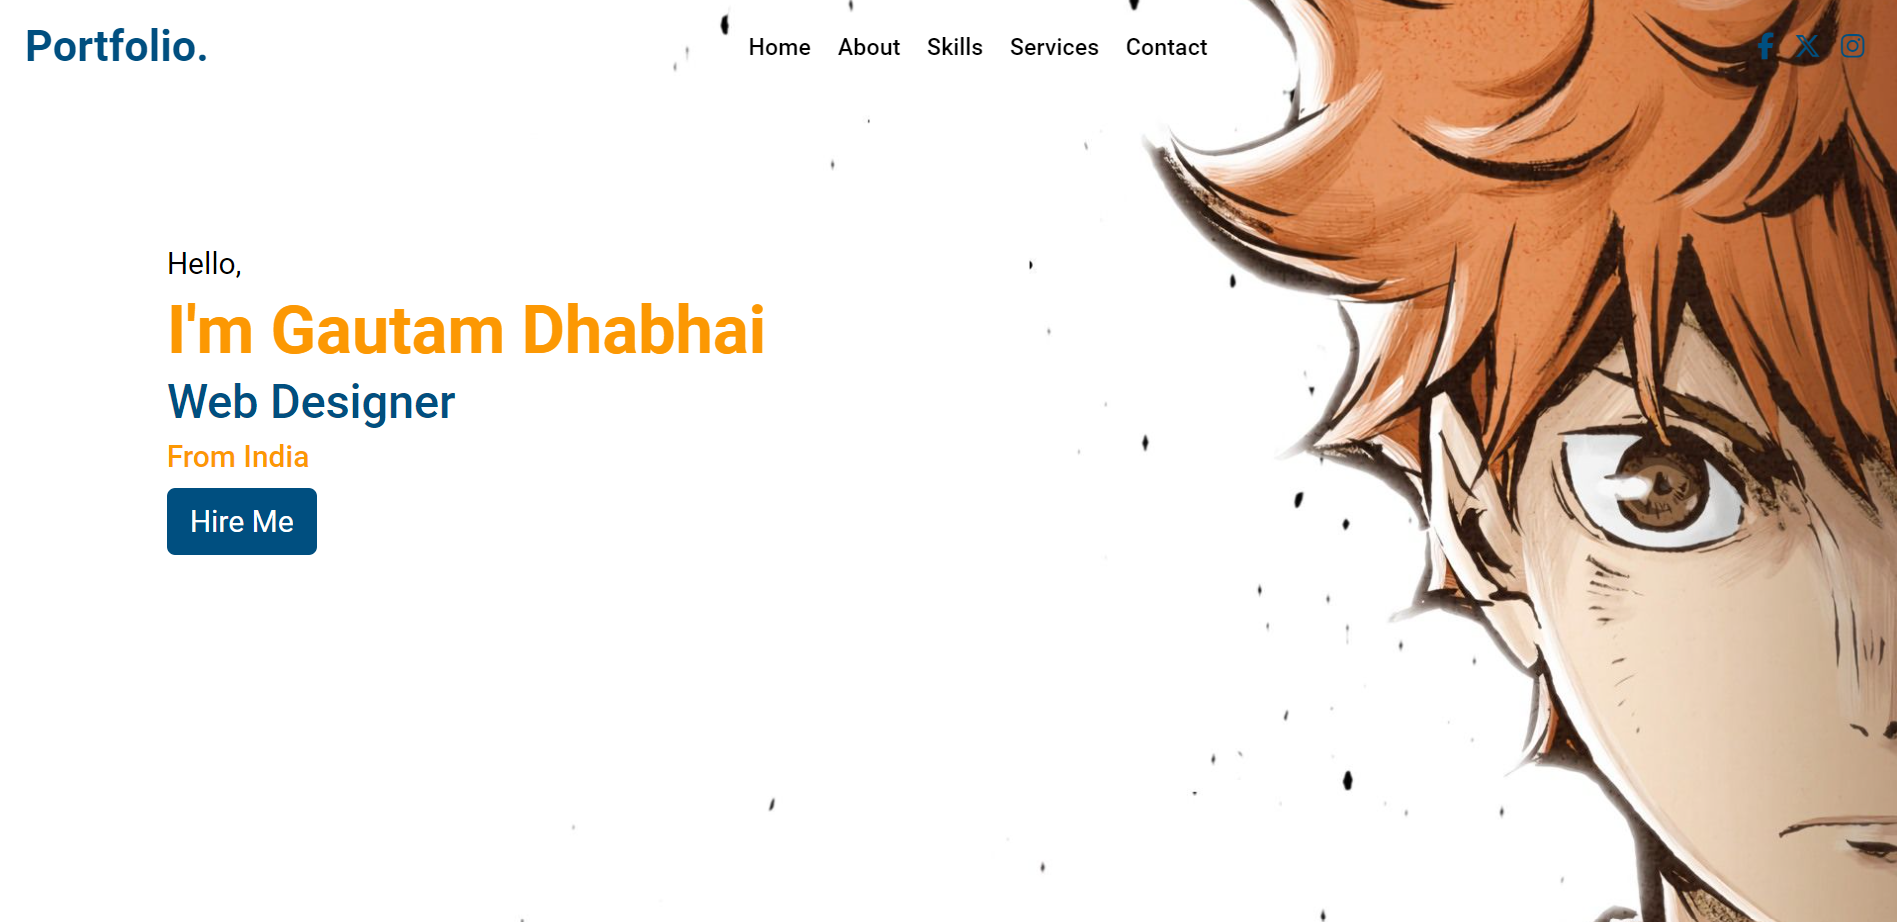 Portfolio.
Home About Skills Services Contact
Hello,
I'm Gautam Dhabhai
Web Designer
From India
Hire Me